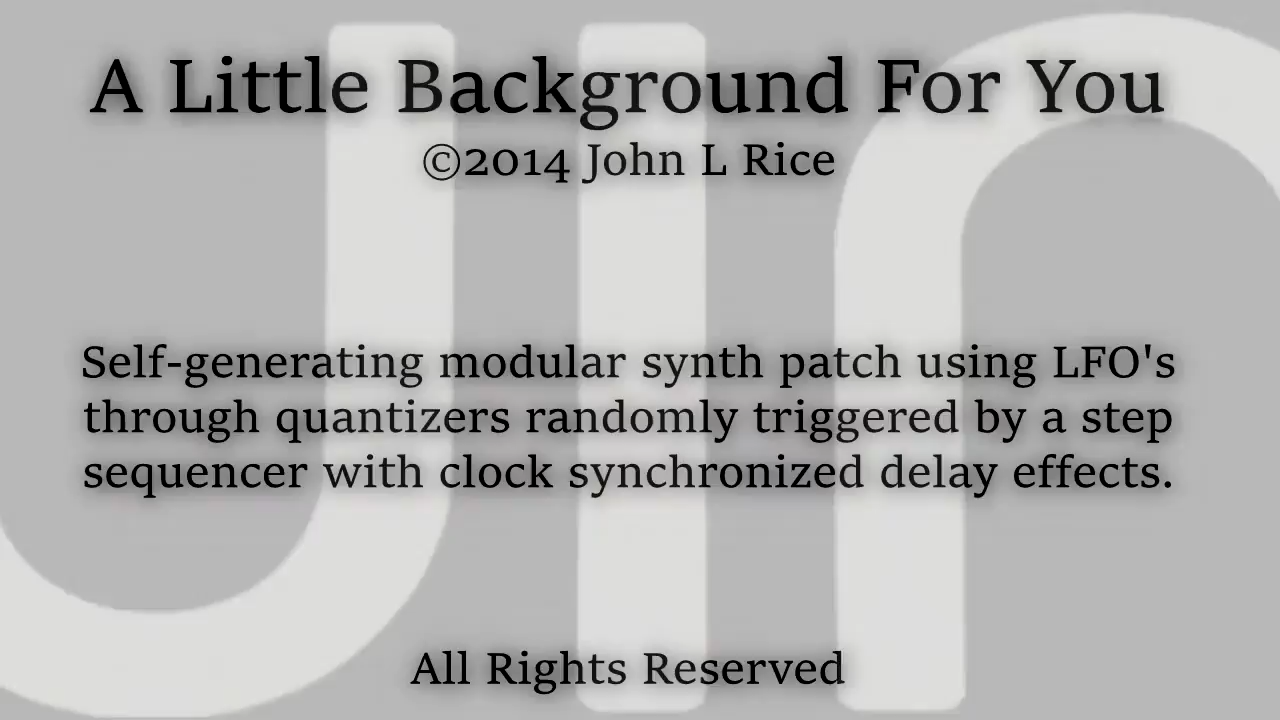 A Little Background For You
©2014 John L Rice
Self-generating modular synth patch using LFO's
through quantizers randomly triggered by a step
sequencer with clock synchronized delay effects.
All Rights Reserved